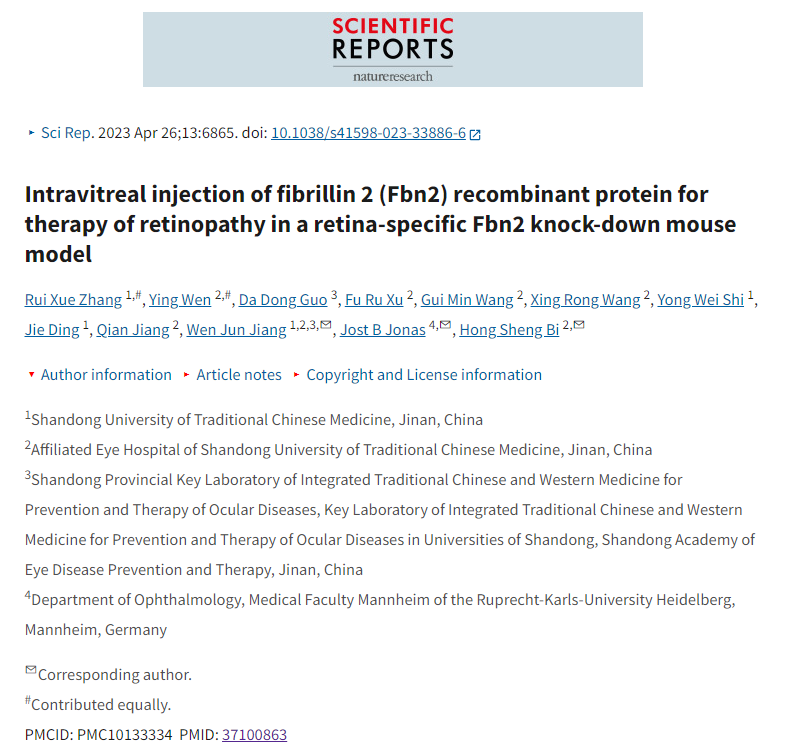 SCIENTIFIC
REPORTS
natureresearch
Sci Rep. 2023 Apr 26;13:6865. doi: 10.1038/s41598-023-33886-6
Intravitreal injection of fibrillin 2 (Fbn2) recombinant protein for
therapy of retinopathy in a retina-specific Fbn2 knock-down mouse
model
Rui Xue Zhang 1,#, Ying Wen 2,#, Da Dong Guo 3, Fu Ru Xu 2, Gui Min Wang 2, Xing Rong Wang 2, Yong Wei Shi 1,
Jie Ding 1, Qian Jiang 2, Wen Jun Jiang 1,2,3,✉, Jost B Jonas 4,✉, Hong Sheng Bi 2,✉
Author information Article notes Copyright and License information
1Shandong University of Traditional Chinese Medicine, Jinan, China
2Affiliated Eye Hospital of Shandong University of Traditional Chinese Medicine, Jinan, China
3Shandong Provincial Key Laboratory of Integrated Traditional Chinese and Western Medicine for
Prevention and Therapy of Ocular Diseases, Key Laboratory of Integrated Traditional Chinese and Western
Medicine for Prevention and Therapy of Ocular Diseases in Universities of Shandong, Shandong Academy of
Eye Disease Prevention and Therapy, Jinan, China
4Department of Ophthalmology, Medical Faculty Mannheim of the Ruprecht-Karls-University Heidelberg,
Mannheim, Germany
✉Corresponding author.
#Contributed equally.
PMCID: PMC10133334 PMID: 37100863